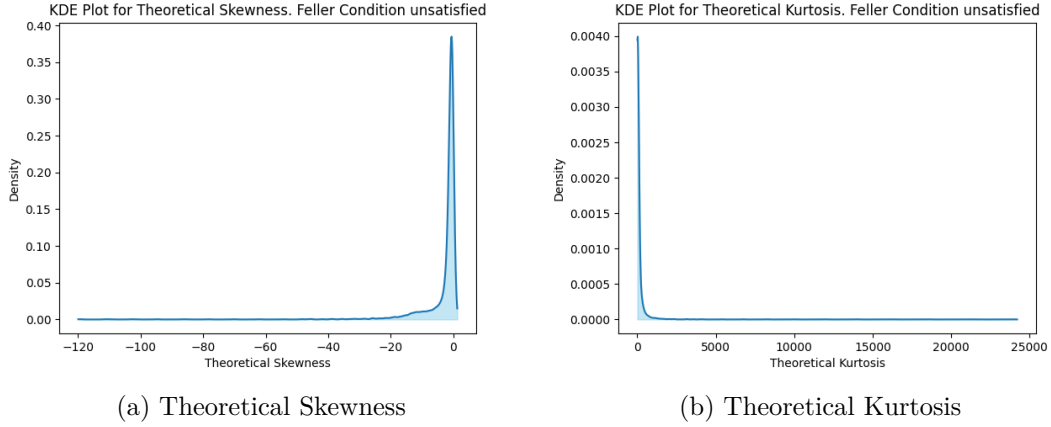 KDE Plot for Theoretical Skewness. Feller Condition unsatisfied
0.40
0.35
0.30
0.25
0.20
0.15
0.10
0.05
0.00
Density
−120 −100 −80 −60 −40 −20 0
Theoretical Skewness
(a) Theoretical Skewness
KDE Plot for Theoretical Kurtosis. Feller Condition unsatisfied
0.0040
0.0035
0.0030
0.0025
0.0020
0.0015
0.0010
0.0005
0.0000
Density
0 5000 10000 15000 20000 25000
Theoretical Kurtosis
(b) Theoretical Kurtosis